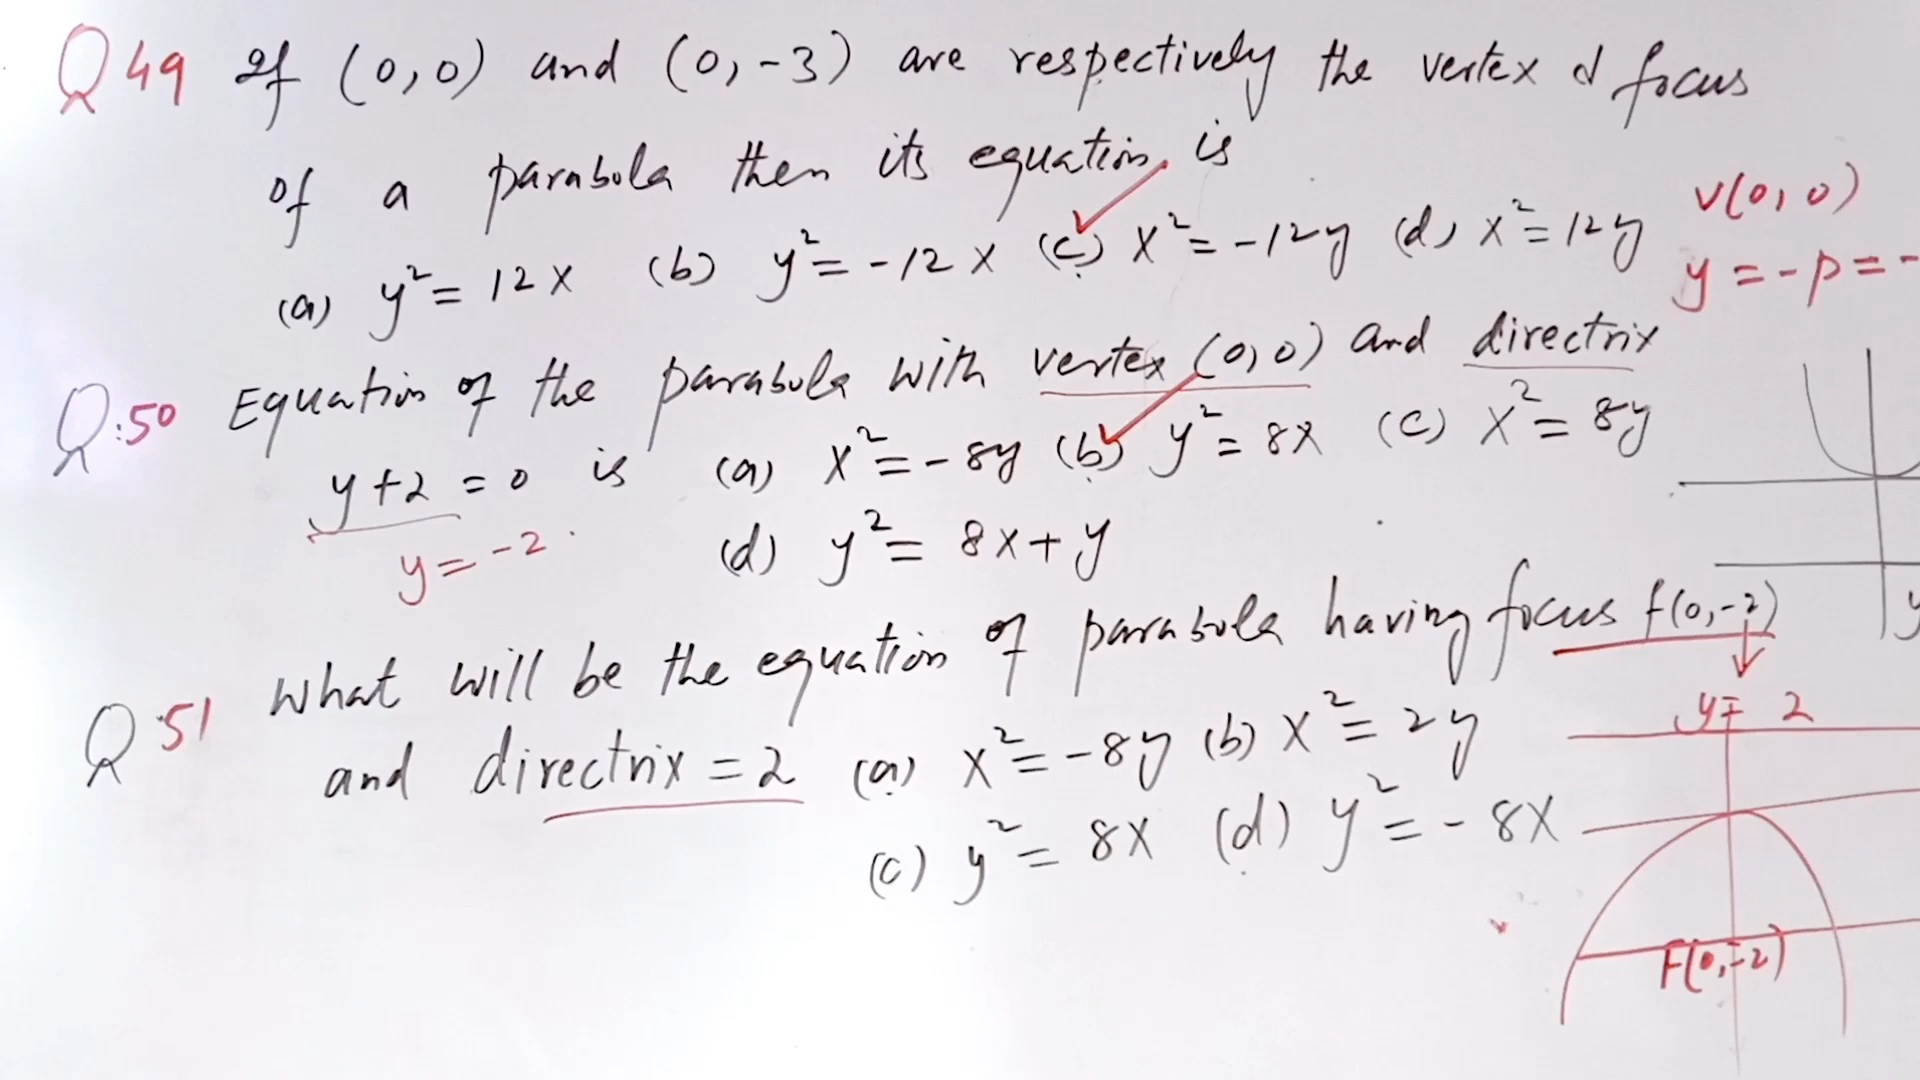 Q 49 If (0,0) and (0,-3) are respectively the vertex & focus
of a parabola then its equation is
(a) y² = 12x (b) y² = -12x (c) x² = -12y (d) x² = 12y
V(0,0)
y = -p = -
Q.50 Equation of the parabola with vertex (0,0) and directrix
y+2 = 0 is (a) x² = -8y (b) y² = 8x (c) x² = 8y
y = -2 (d) y² = 8x + y
y
Q 51 What will be the equation of parabola having focus f(0,-2)
and directrix = 2 (a) x² = -8y (b) x² = 2y
(c) y² = 8x (d) y² = -8x
y = 2
F(0,-2)